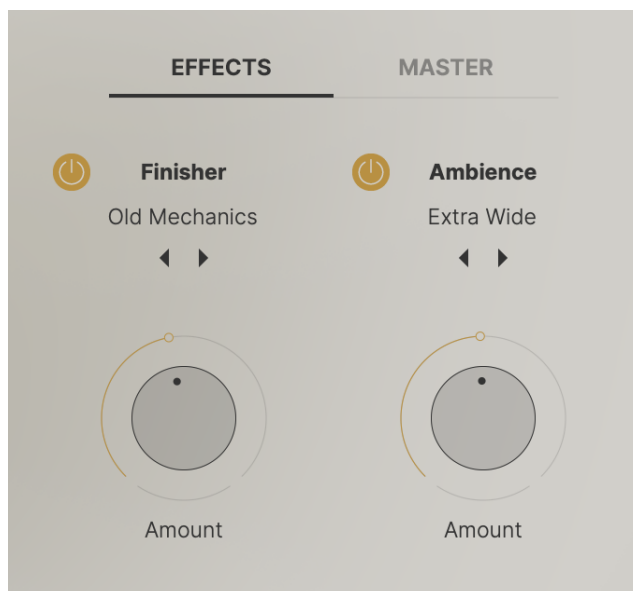 EFFECTS MASTER
Finisher Ambience
Old Mechanics Extra Wide
Amount Amount